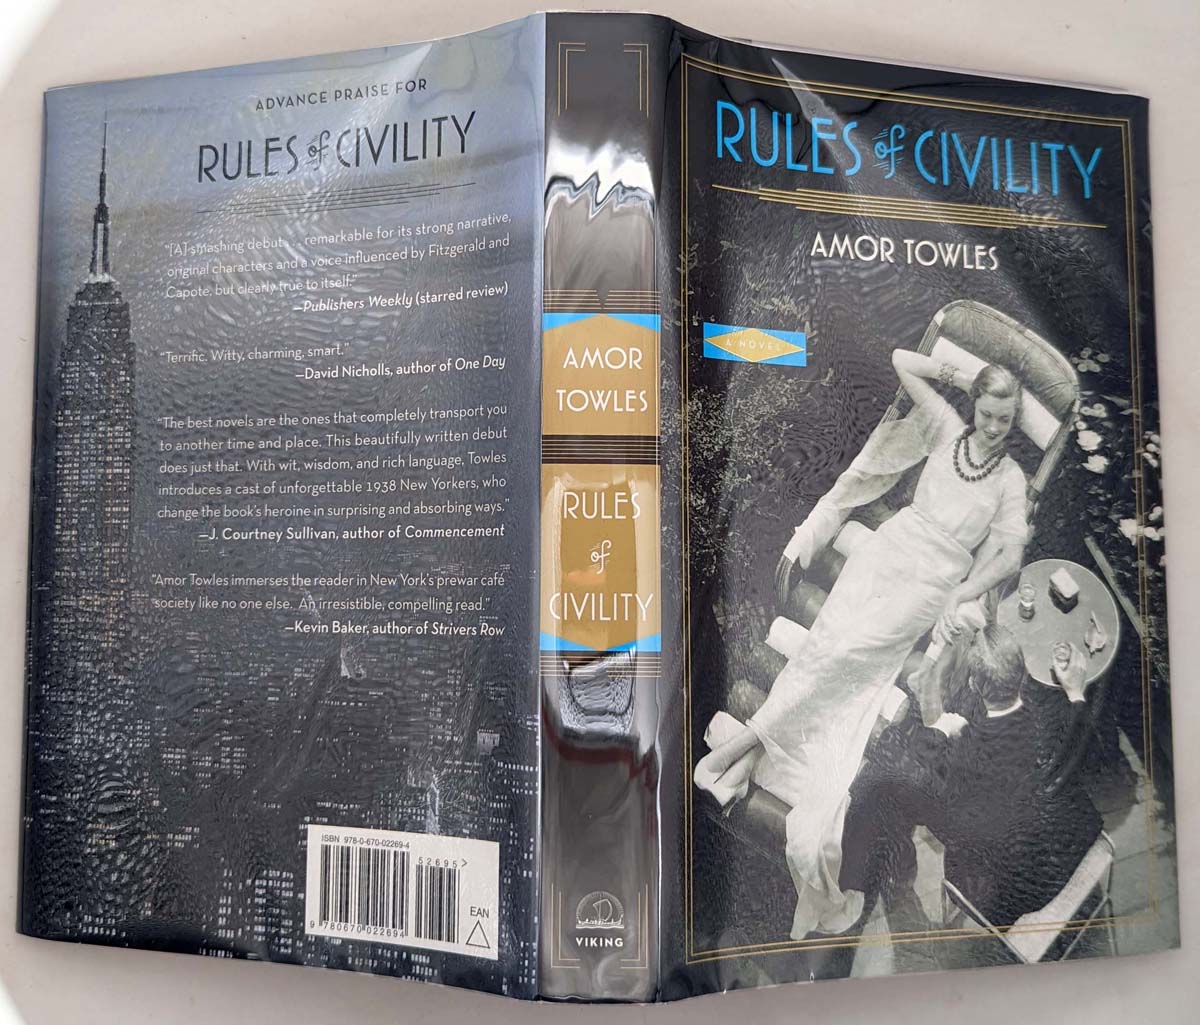 ADVANCE PRAISE FOR
RULES of CIVILITY
“[A] smashing debut . . . remarkable for its strong narrative,
original characters and a voice influenced by Fitzgerald and
Capote, but clearly true to itself.”
—Publishers Weekly (starred review)
“Terrific. Witty, charming, smart.”
—David Nicholls, author of One Day
“The best novels are the ones that completely transport you
to another time and place. This beautifully written debut
does just that. With wit, wisdom, and rich language, Towles
introduces a cast of unforgettable 1938 New Yorkers, who
change the book's heroine in surprising and absorbing ways.”
—J. Courtney Sullivan, author of Commencement
“Amor Towles immerses the reader in New York's prewar café
society like no one else. An irresistible, compelling read.”
—Kevin Baker, author of Strivers Row
ISBN 978-0-670-02269-4
52695>
9 780670 022694
EAN
AMOR
TOWLES
RULES
of
CIVILITY
VIKING
RULES of CIVILITY
AMOR TOWLES
A NOVEL